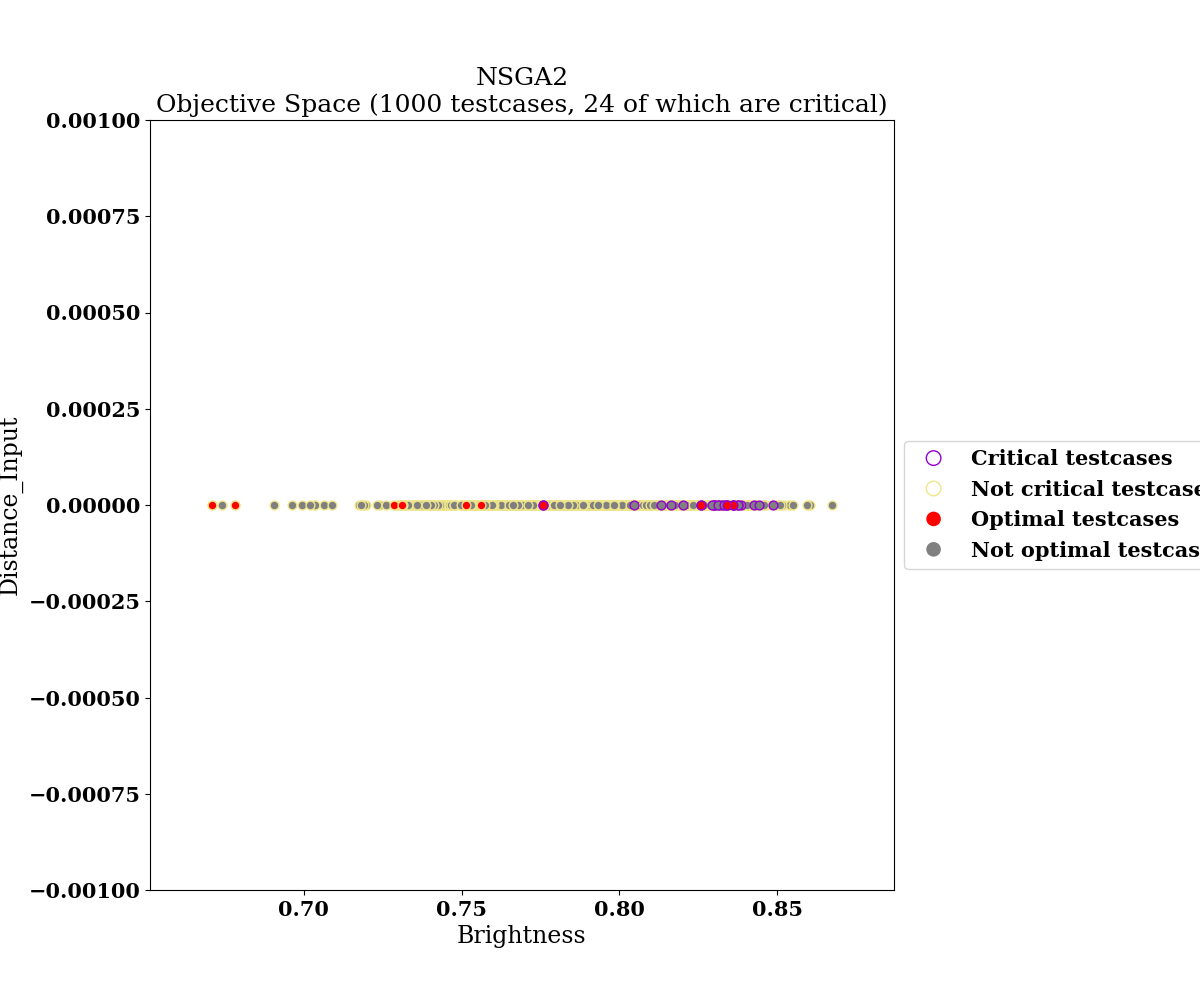 NSGA2
Objective Space (1000 testcases, 24 of which are critical)
0.00100
0.00075
0.00050
0.00025
0.00000
−0.00025
−0.00050
−0.00075
−0.00100
Distance_Input
0.70 0.75 0.80 0.85
Brightness
Critical testcases
Not critical testcase
Optimal testcases
Not optimal testcas